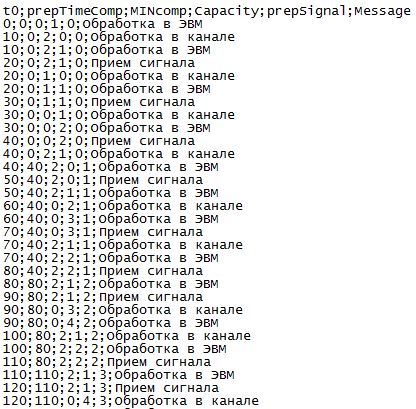 t0;prepTimeComp;MINcomp;Capacity;prepSignal;Message
0;0;0;1;0;Обработка в ЭВМ
10;0;2;0;0;Обработка в канале
10;0;2;1;0;Обработка в ЭВМ
20;0;2;1;0;Прием сигнала
20;0;1;0;0;Обработка в канале
20;0;1;1;0;Обработка в ЭВМ
30;0;1;1;0;Прием сигнала
30;0;0;1;0;Обработка в канале
30;0;0;2;0;Обработка в ЭВМ
40;0;0;2;0;Прием сигнала
40;0;2;1;0;Обработка в канале
40;40;2;0;1;Обработка в ЭВМ
50;40;2;0;1;Прием сигнала
50;40;2;1;1;Обработка в ЭВМ
60;40;0;2;1;Обработка в канале
60;40;0;3;1;Обработка в ЭВМ
70;40;0;3;1;Прием сигнала
70;40;2;1;1;Обработка в канале
70;40;2;2;1;Обработка в ЭВМ
80;40;2;2;1;Прием сигнала
80;80;2;1;2;Обработка в ЭВМ
90;80;2;1;2;Прием сигнала
90;80;0;3;2;Обработка в канале
90;80;0;4;2;Обработка в ЭВМ
100;80;2;1;2;Обработка в канале
100;80;2;2;2;Обработка в ЭВМ
110;80;2;2;2;Прием сигнала
110;110;2;1;3;Обработка в ЭВМ
120;110;2;1;3;Прием сигнала
120;110;0;4;3;Обработка в канале